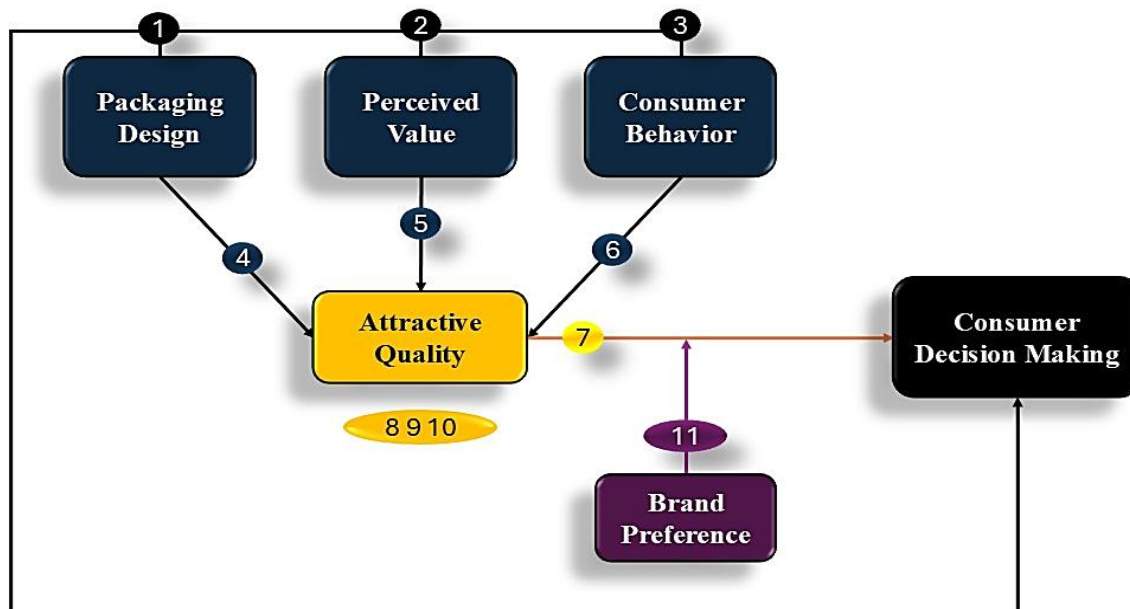 1
2
3
Packaging
Design
Perceived
Value
Consumer
Behavior
4
5
6
Attractive
Quality
7
Consumer
Decision Making
8 9 10
11
Brand
Preference